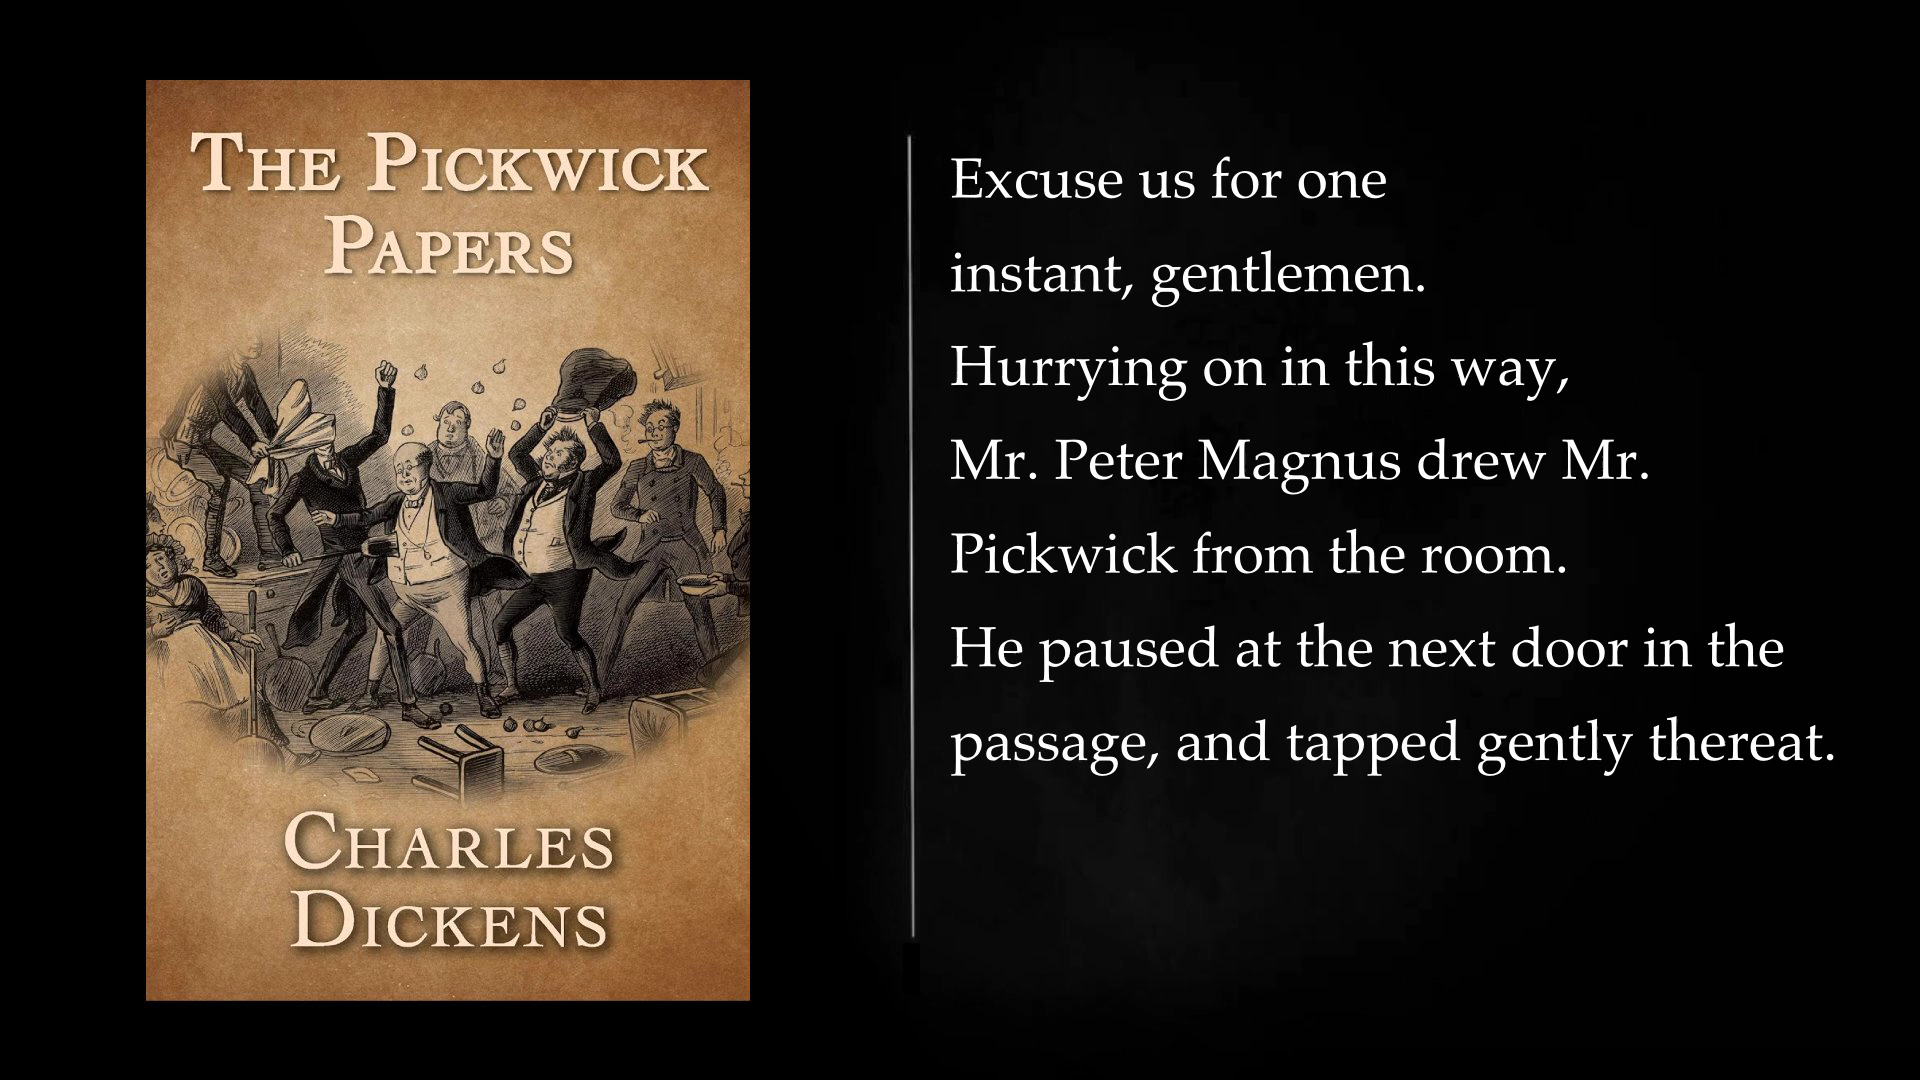 The Pickwick
Papers
Charles
Dickens
Excuse us for one
instant, gentlemen.
Hurrying on in this way,
Mr. Peter Magnus drew Mr.
Pickwick from the room.
He paused at the next door in the
passage, and tapped gently thereat.